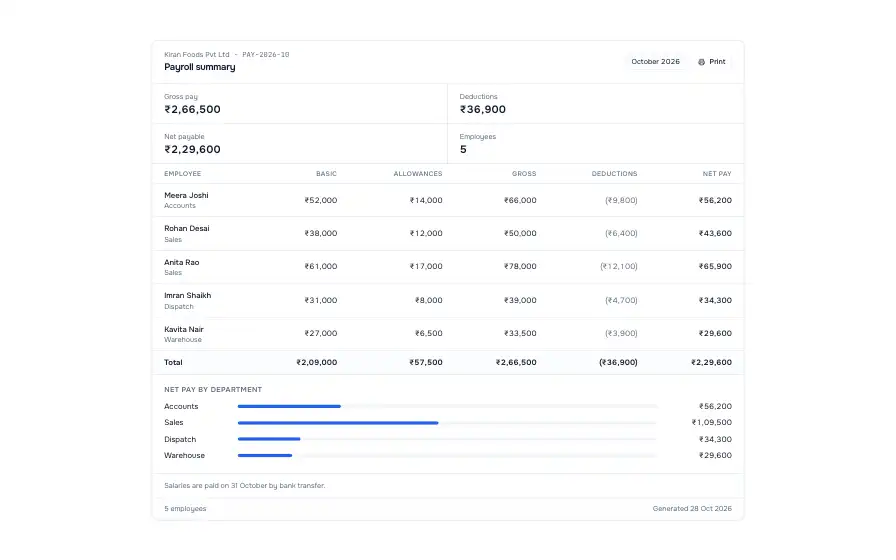 Kiran Foods Pvt Ltd - PAY-2026-10
Payroll summary
October 2026
Print
Gross pay
₹2,66,500
Deductions
₹36,900
Net payable
₹2,29,600
Employees
5
EMPLOYEE BASIC ALLOWANCES GROSS DEDUCTIONS NET PAY
Meera Joshi
Accounts
₹52,000 ₹14,000 ₹66,000 (₹9,800) ₹56,200
Rohan Desai
Sales
₹38,000 ₹12,000 ₹50,000 (₹6,400) ₹43,600
Anita Rao
Sales
₹61,000 ₹17,000 ₹78,000 (₹12,100) ₹65,900
Imran Shaikh
Dispatch
₹31,000 ₹8,000 ₹39,000 (₹4,700) ₹34,300
Kavita Nair
Warehouse
₹27,000 ₹6,500 ₹33,500 (₹3,900) ₹29,600
Total ₹2,09,000 ₹57,500 ₹2,66,500 (₹36,900) ₹2,29,600
NET PAY BY DEPARTMENT
Accounts ₹56,200
Sales ₹1,09,500
Dispatch ₹34,300
Warehouse ₹29,600
Salaries are paid on 31 October by bank transfer.
5 employees
Generated 28 Oct 2026